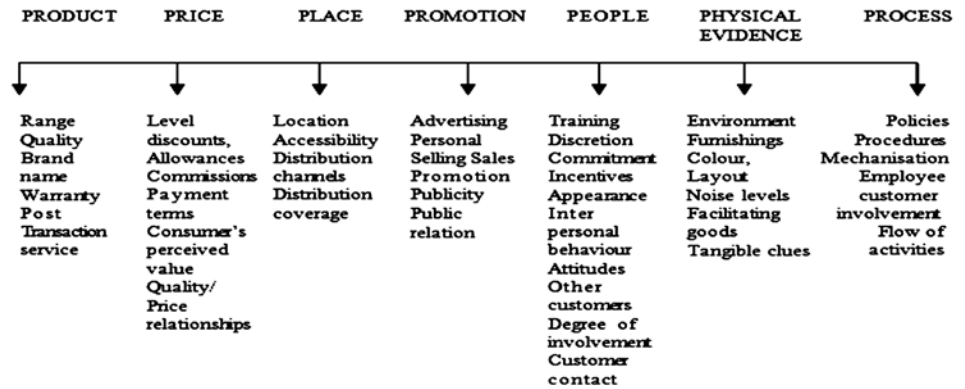 PRODUCT
PRICE
PLACE
PROMOTION
PEOPLE
PHYSICAL
EVIDENCE
PROCESS
Range
Quality
Brand
name
Warranty
Post
Transaction
service
Level
discounts,
Allowances
Commissions
Payment
terms
Consumer's
perceived
value
Quality/
Price
relationships
Location
Accessibility
Distribution
channels
Distribution
coverage
Advertising
Personal
Selling Sales
Promotion
Publicity
Public
relation
Training
Discretion
Commitment
Incentives
Appearance
Inter
personal
behaviour
Attitudes
Other
customers
Degree of
involvement
Customer
contact
Environment
Furnishings
Colour,
Layout
Noise levels
Facilitating
goods
Tangible clues
Policies
Procedures
Mechanisation
Employee
customer
involvement
Flow of
activities